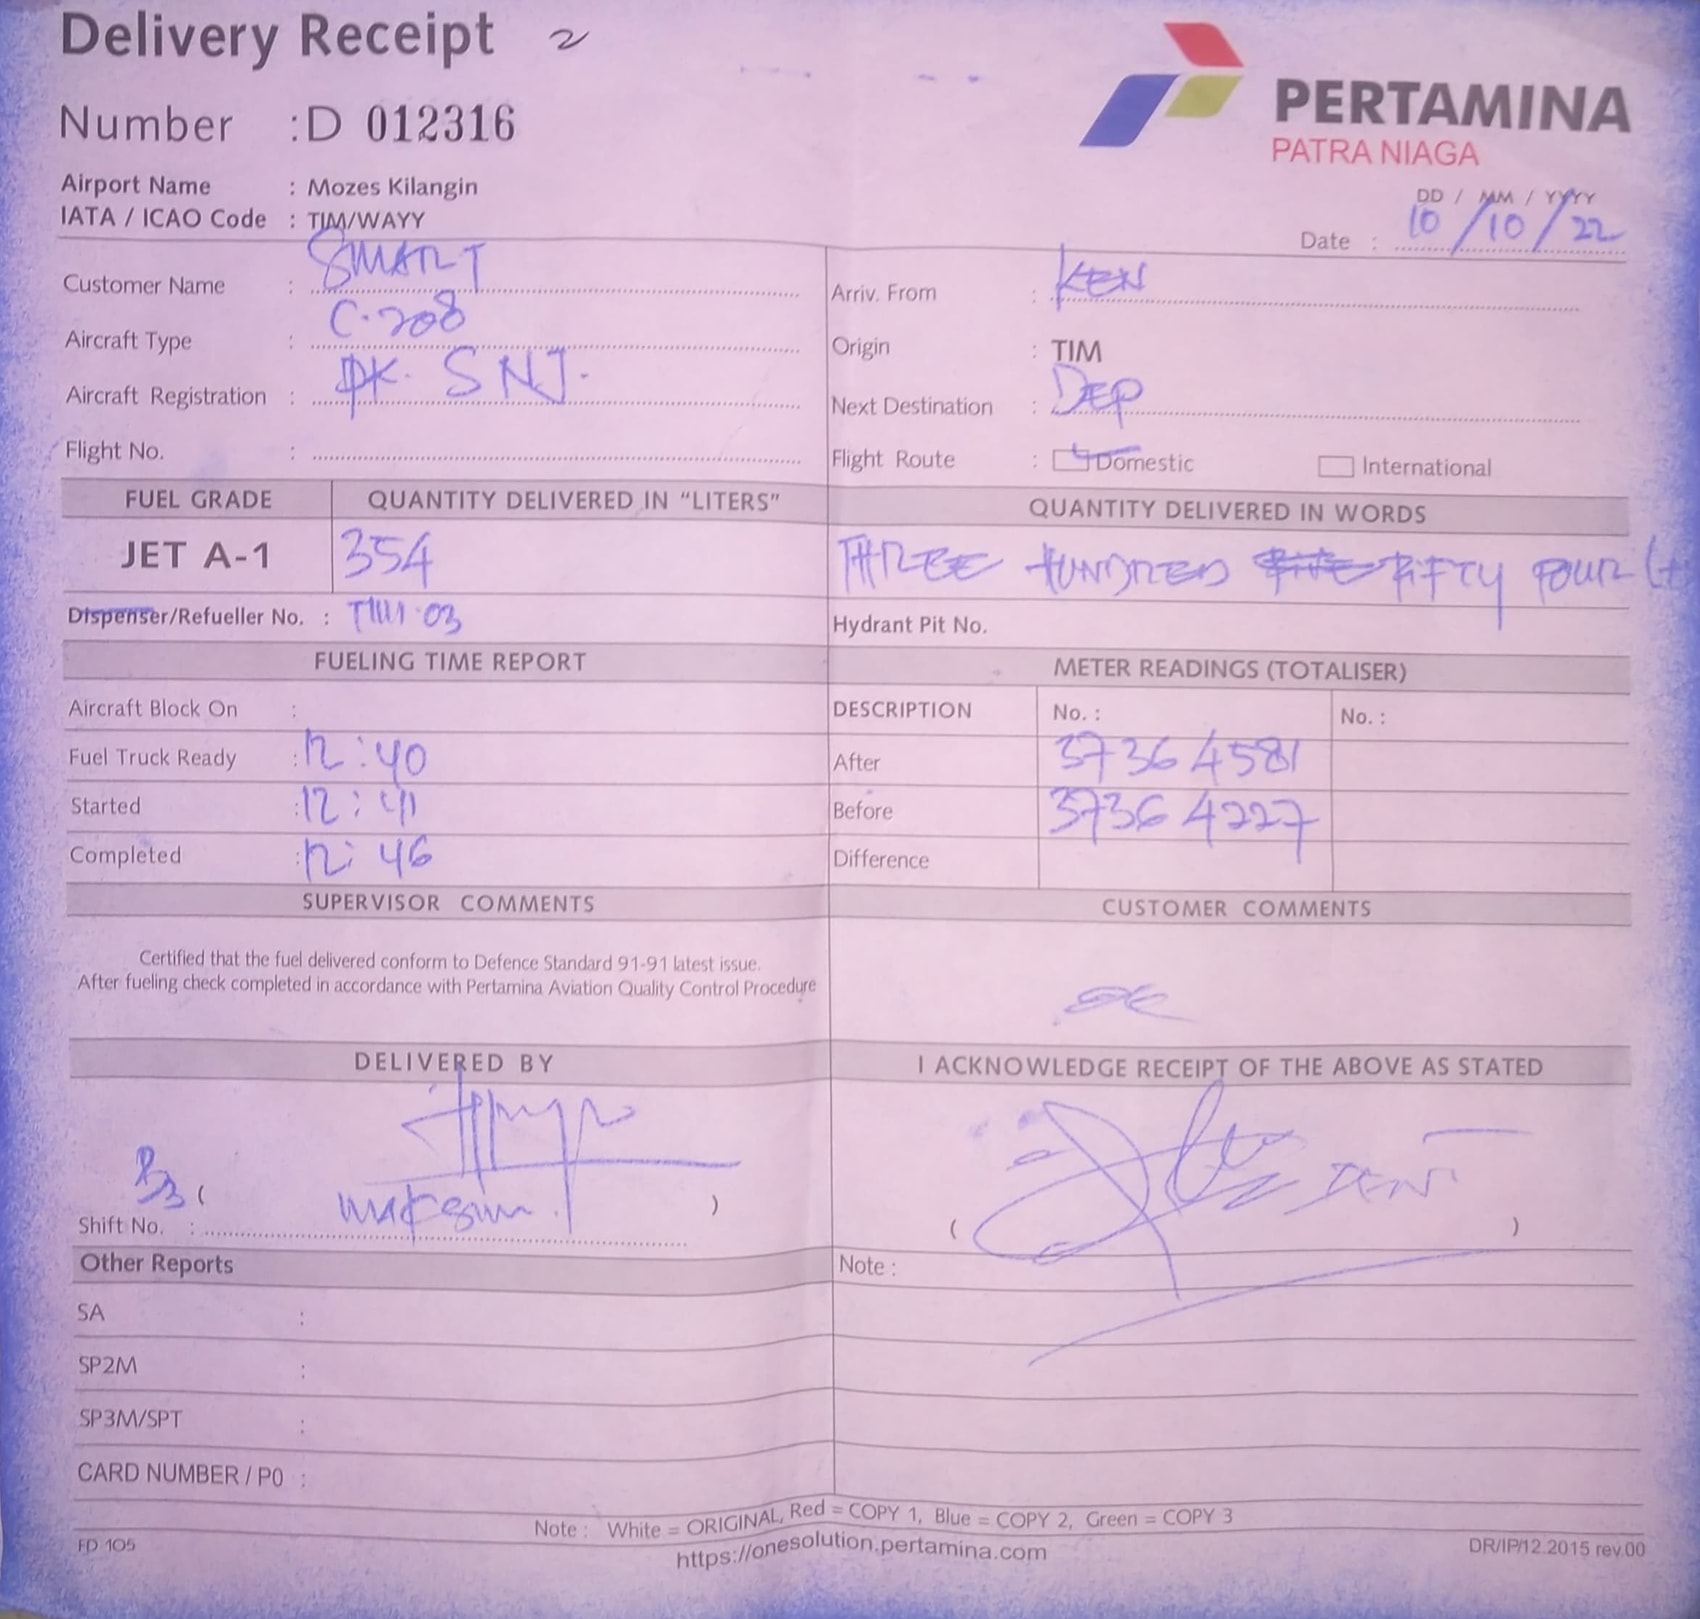 Delivery Receipt 2
PERTAMINA
PATRA NIAGA
Number : D 012316
Airport Name : Mozes Kilangin
IATA / ICAO Code : TIM/WAYY
DD / MM / YYYY
Date : 10/10/22
Customer Name : SMART
Arriv. From : KEN
Aircraft Type : C.208
Origin : TIM
Aircraft Registration : PK. SNJ.
Next Destination : DEP
Flight No. :
Flight Route : Domestic International
FUEL GRADE QUANTITY DELIVERED IN “LITERS” QUANTITY DELIVERED IN WORDS
JET A-1 354 THREE HUNDRED FIFTY FOUR Lt
Dispenser/Refueller No. : TIM.03
Hydrant Pit No.
FUELING TIME REPORT METER READINGS (TOTALISER)
Aircraft Block On :
DESCRIPTION No. : No. :
Fuel Truck Ready : 12:40
After 37364581
Started : 12:41
Before 37364227
Completed : 12:46
Difference
SUPERVISOR COMMENTS CUSTOMER COMMENTS
Certified that the fuel delivered conform to Defence Standard 91-91 latest issue.
After fueling check completed in accordance with Pertamina Aviation Quality Control Procedure
OK
DELIVERED BY I ACKNOWLEDGE RECEIPT OF THE ABOVE AS STATED
( ) ( DENI )
Shift No. :
Other Reports Note :
SA :
SP2M :
SP3M/SPT :
CARD NUMBER / P0 :
Note : White = ORIGINAL, Red = COPY 1, Blue = COPY 2, Green = COPY 3
FD 105 https://onesolution.pertamina.com DR/IP/12.2015 rev.00